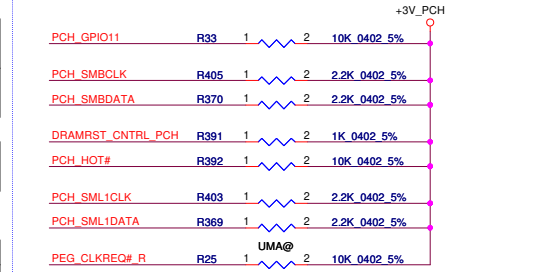 +3V_PCH
PCH_GPIO11 R33 1 2 10K_0402_5%
PCH_SMBCLK R405 1 2 2.2K_0402_5%
PCH_SMBDATA R370 1 2 2.2K_0402_5%
DRAMRST_CNTRL_PCH R391 1 2 1K_0402_5%
PCH_HOT# R392 1 2 10K_0402_5%
PCH_SML1CLK R403 1 2 2.2K_0402_5%
PCH_SML1DATA R369 1 2 2.2K_0402_5%
UMA@
PEG_CLKREQ#_R R25 1 2 10K_0402_5%